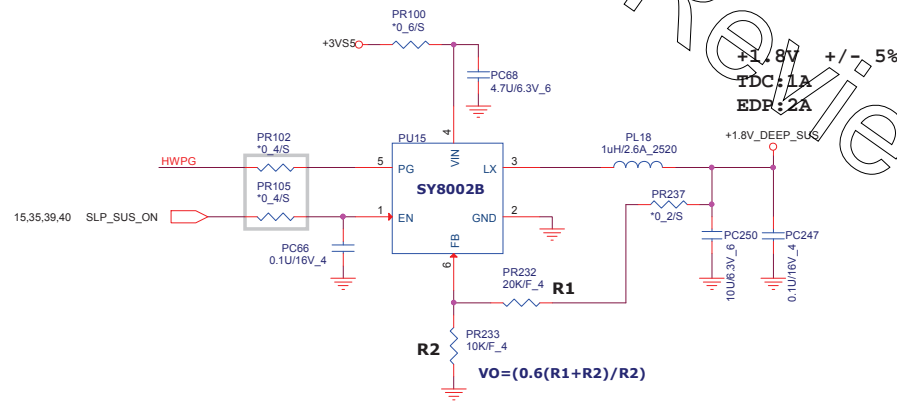 PR100
*0_6/S
+3VS5
PC68
4.7U/6.3V_6
+1.8V +/- 5%
TDC:1A
EDP:2A
+1.8V_DEEP_SUS
Revie
PR102
*0_4/S
HWPG
PU15
4
VIN
5
PG
LX
3
PL18
1uH/2.6A_2520
SY8002B
PR105
*0_4/S
PR237
*0_2/S
15,35,39,40 SLP_SUS_ON
1
EN
GND
2
FB
6
PC66
0.1U/16V_4
PC250
10U/6.3V_6
PC247
0.1U/16V_4
PR232
20K/F_4
R1
R2
PR233
10K/F_4
VO=(0.6(R1+R2)/R2)